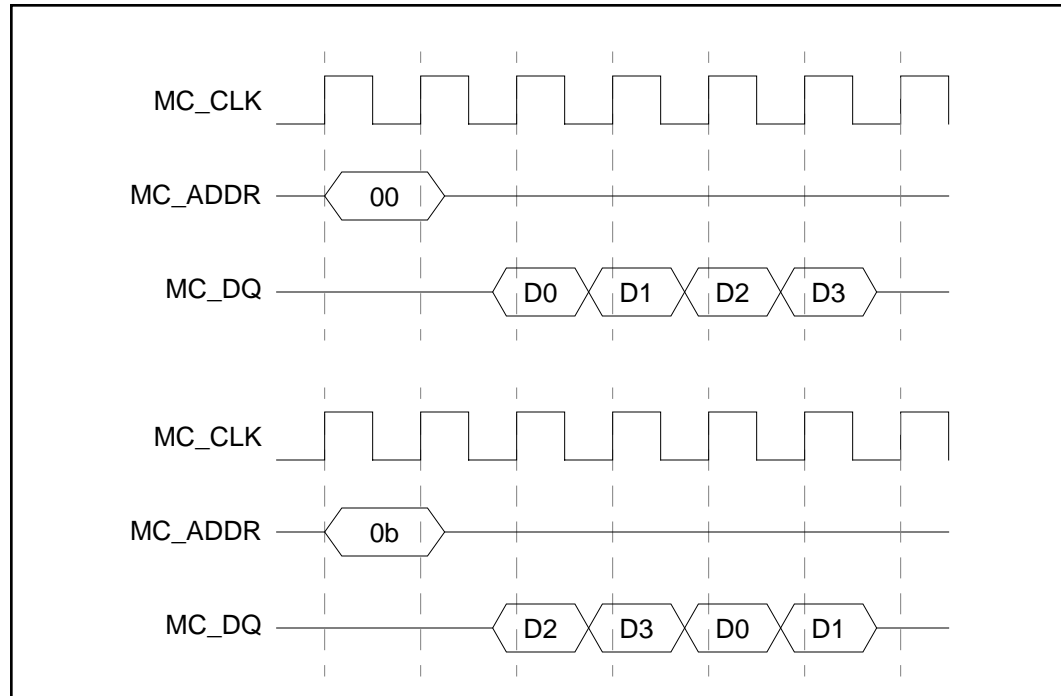 MC_CLK
MC_ADDR 00
MC_DQ D0 D1 D2 D3
MC_CLK
MC_ADDR 0b
MC_DQ D2 D3 D0 D1